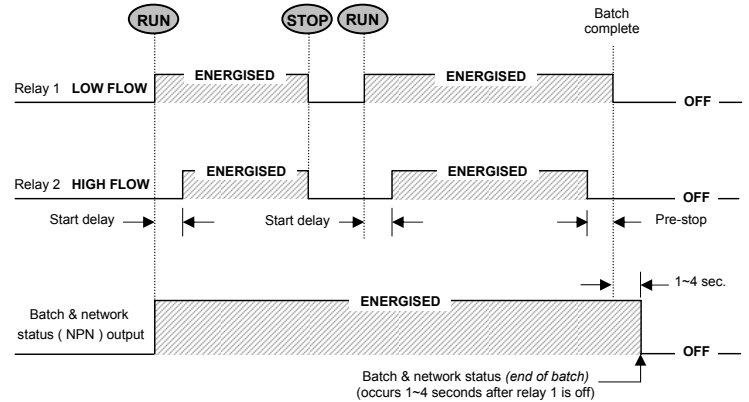 RUN STOP RUN
Batch
complete
Relay 1 LOW FLOW ENERGISED ENERGISED OFF
Relay 2 HIGH FLOW ENERGISED ENERGISED OFF
Start delay Start delay Pre-stop
1~4 sec.
Batch & network
status ( NPN ) output
ENERGISED
OFF
Batch & network status (end of batch)
(occurs 1~4 seconds after relay 1 is off)